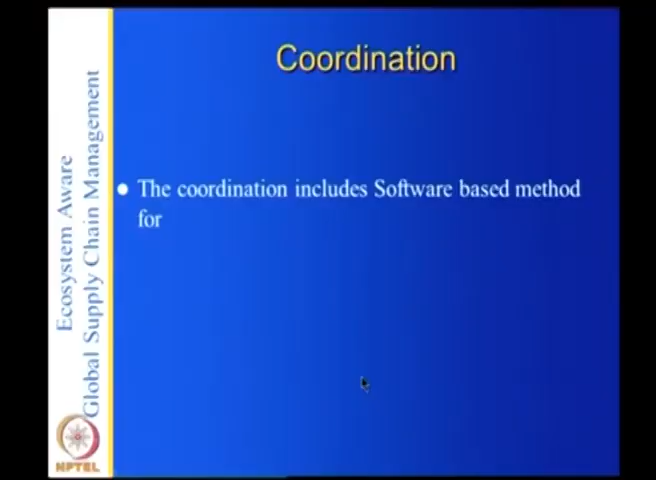 Coordination
Ecosystem Aware
Global Supply Chain Management
The coordination includes Software based method
for
NPTEL